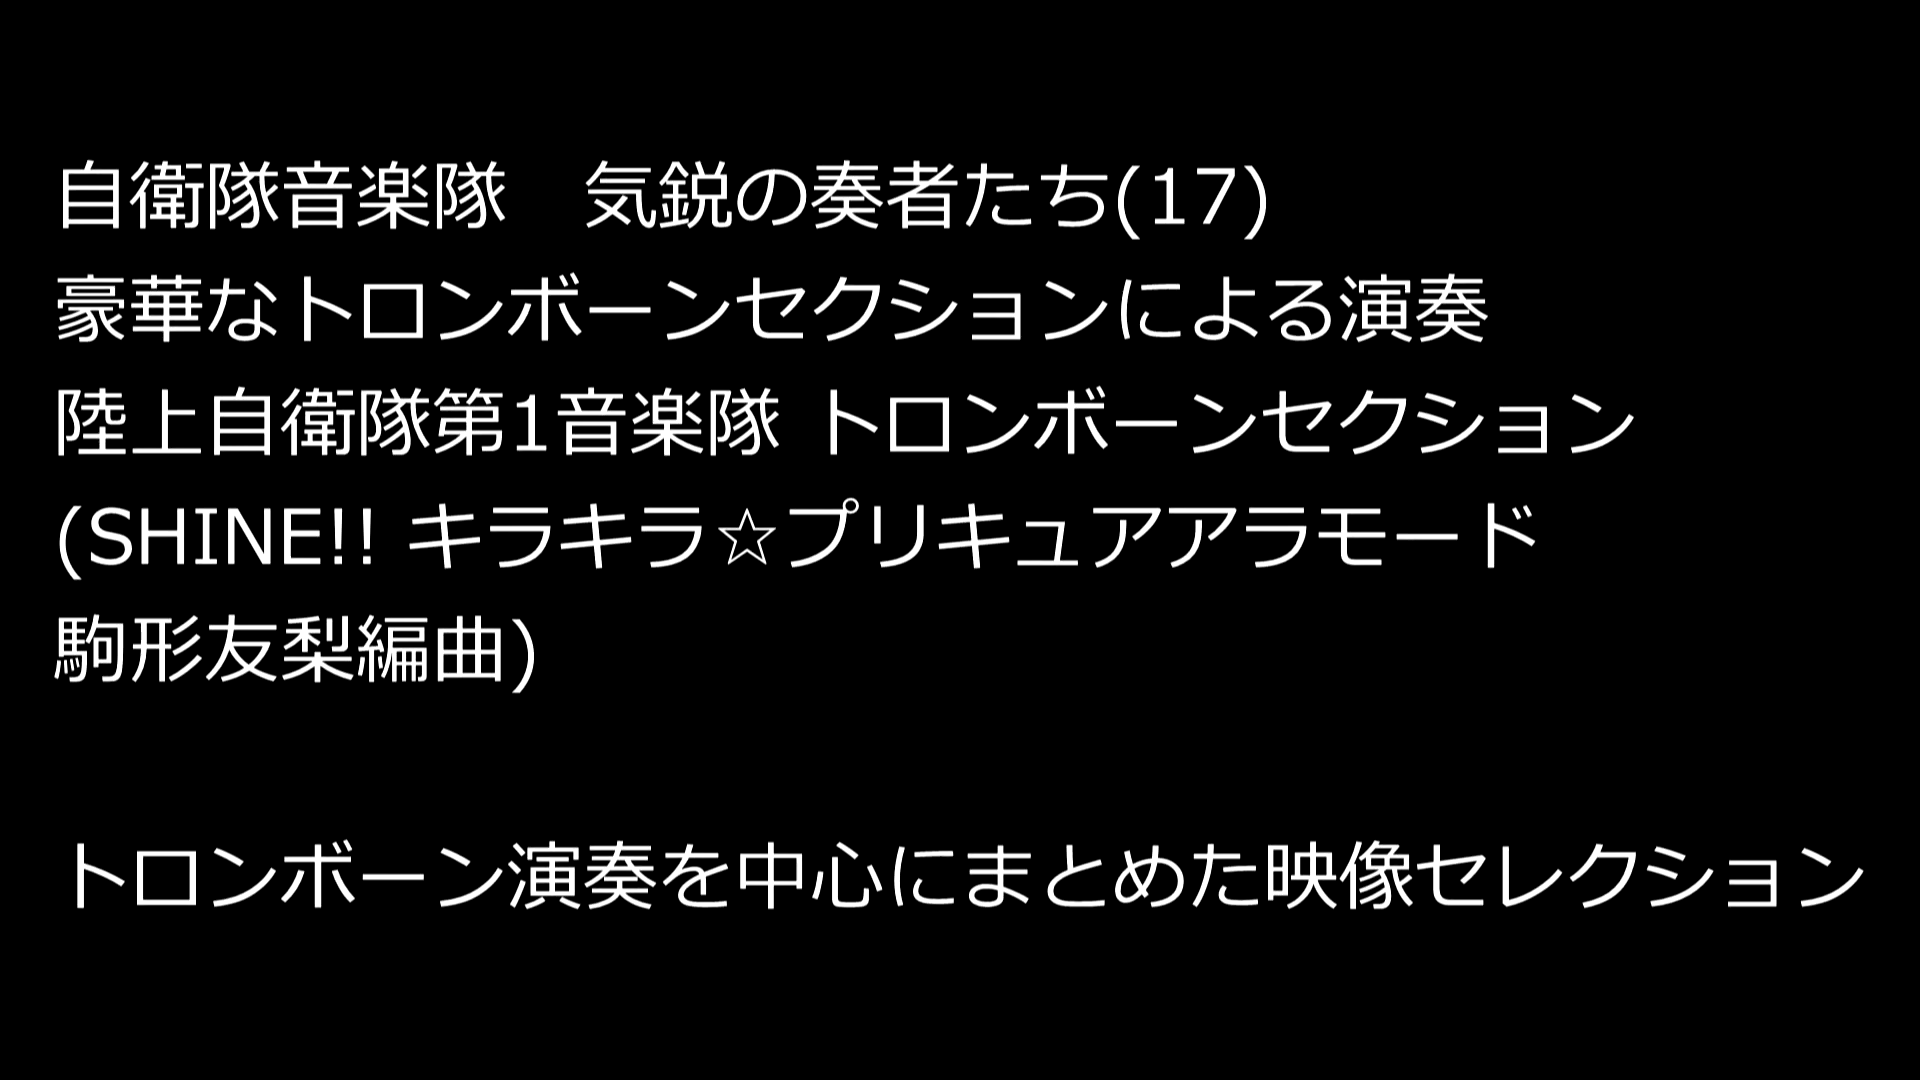 自衛隊音楽隊　気鋭の奏者たち(17)
豪華なトロンボーンセクションによる演奏
陸上自衛隊第1音楽隊 トロンボーンセクション
(SHINE!! キラキラ☆プリキュアアラモード
駒形友梨編曲)
トロンボーン演奏を中心にまとめた映像セレクション